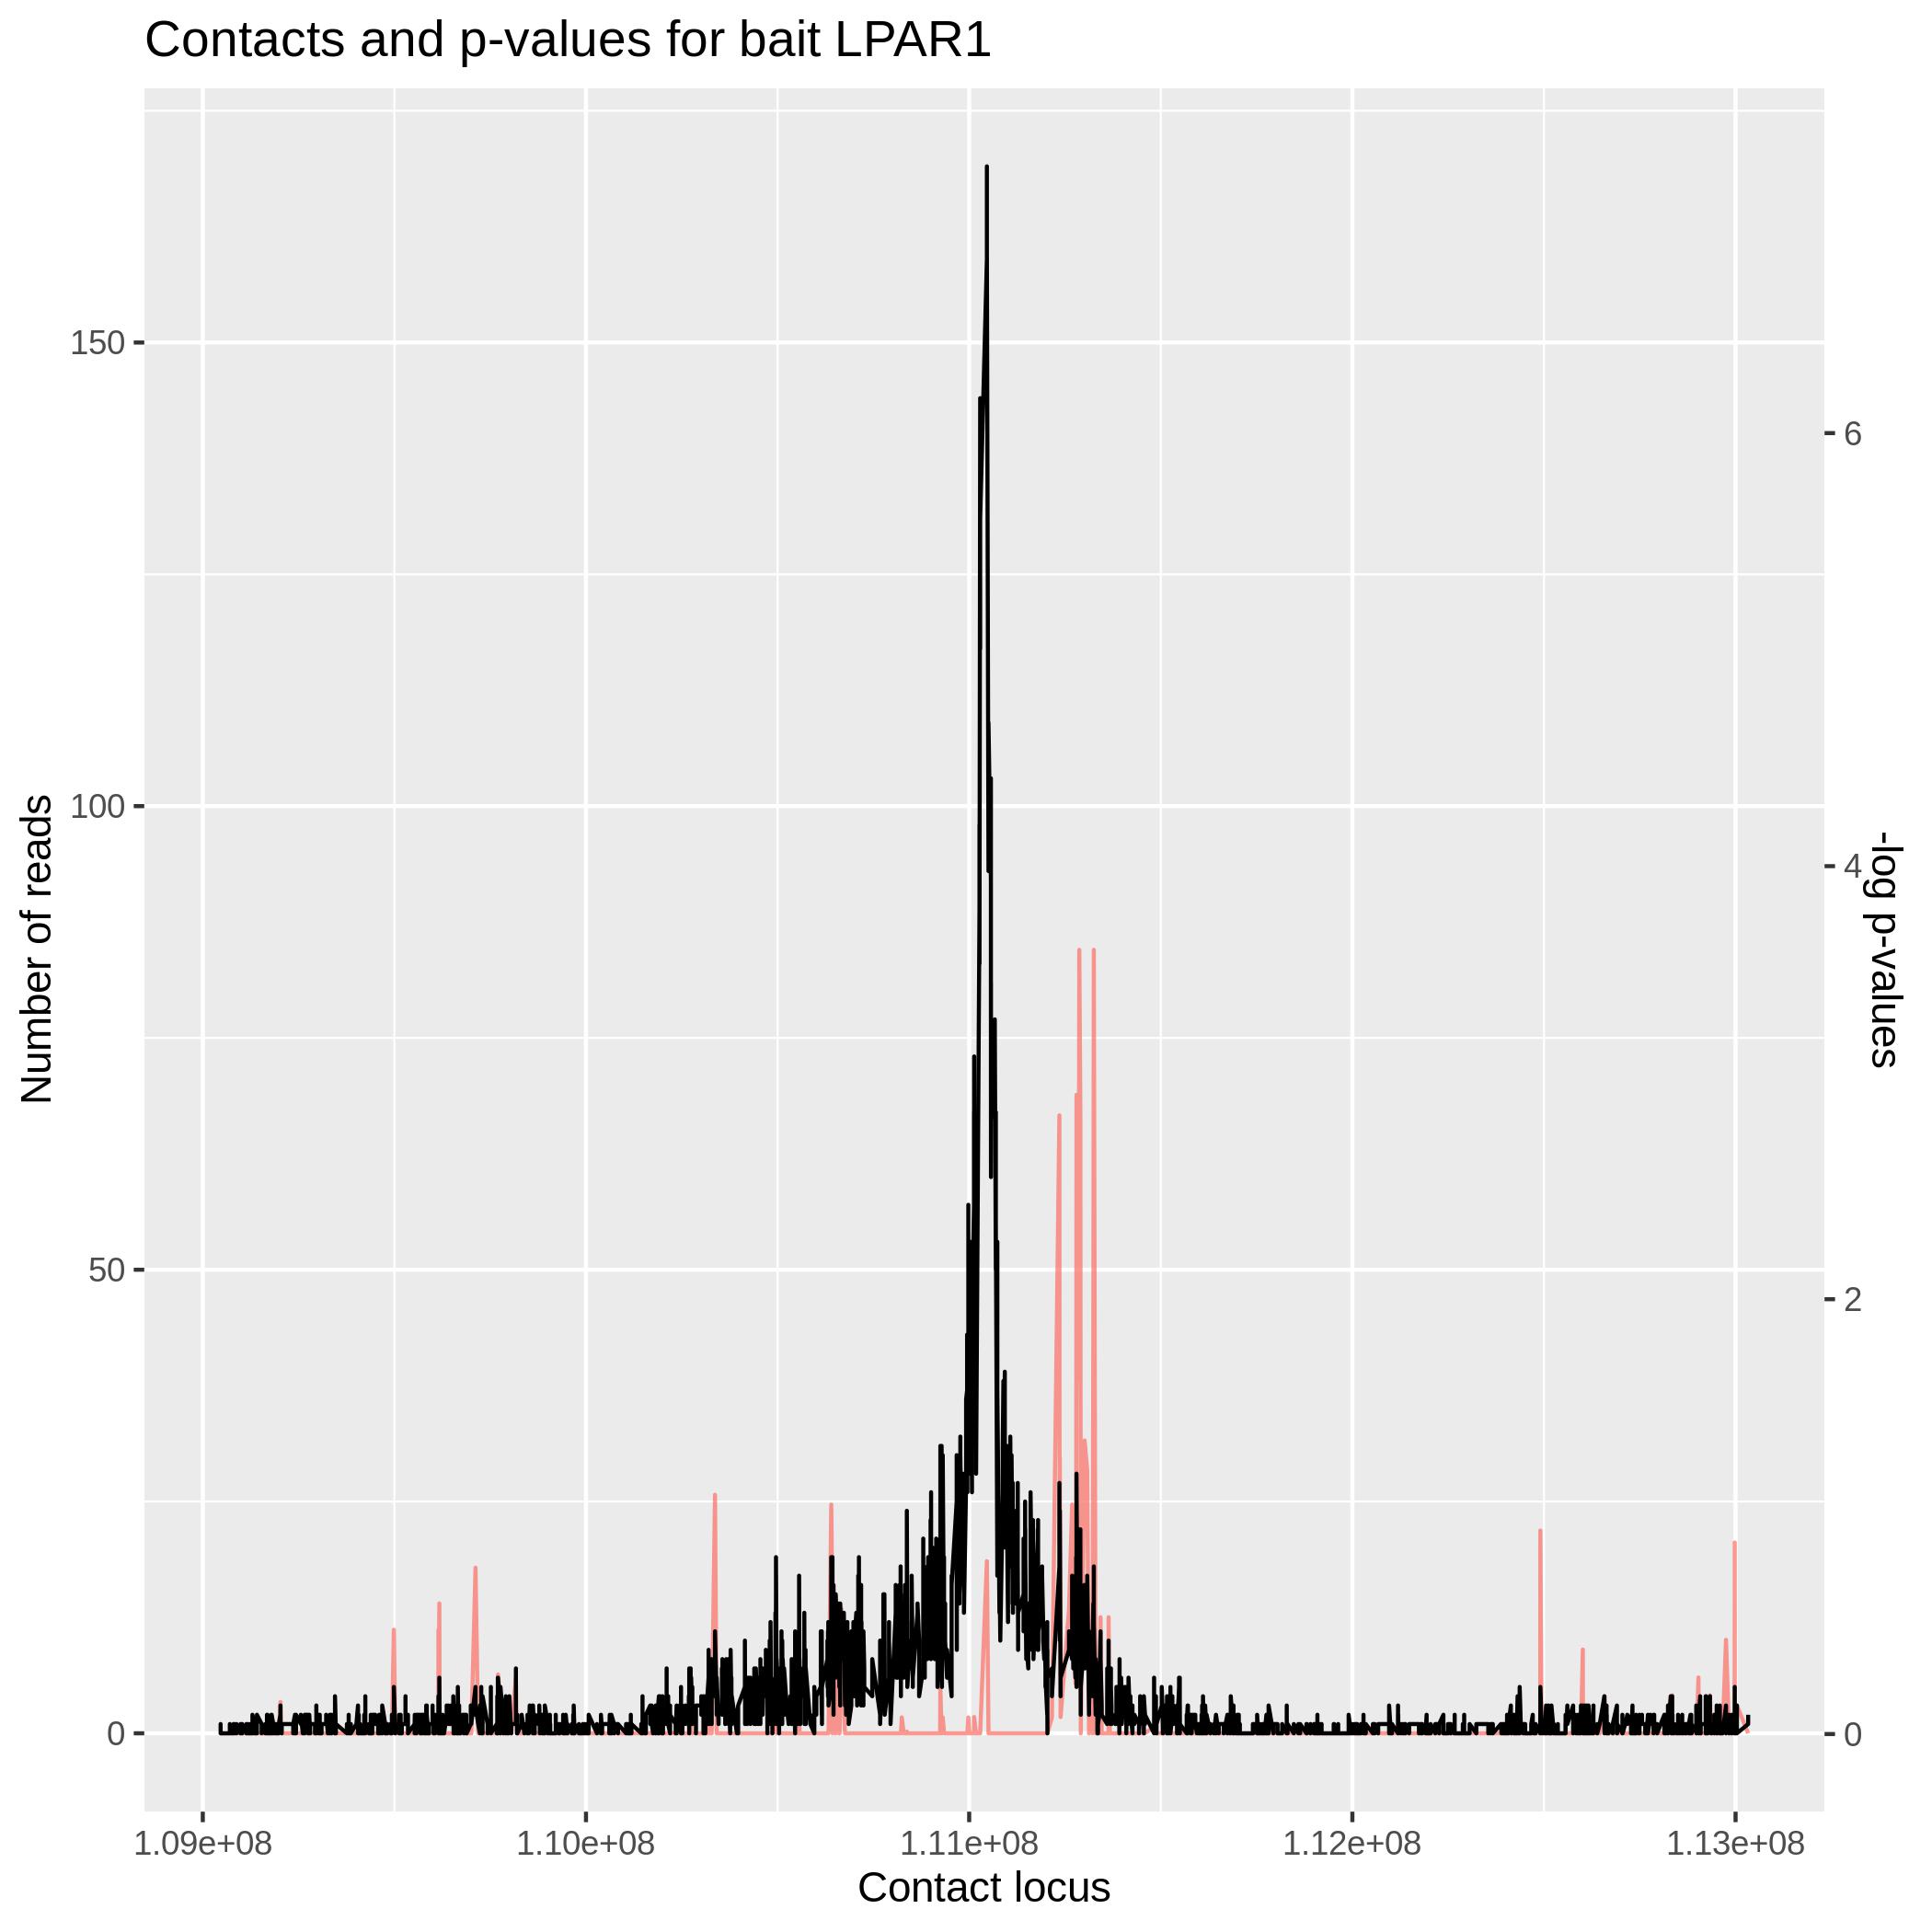 Contacts and p-values for bait LPAR1
Number of reads
150
100
50
0
6
4
2
0
-log p-values
1.09e+08
1.10e+08
1.11e+08
1.12e+08
1.13e+08
Contact locus